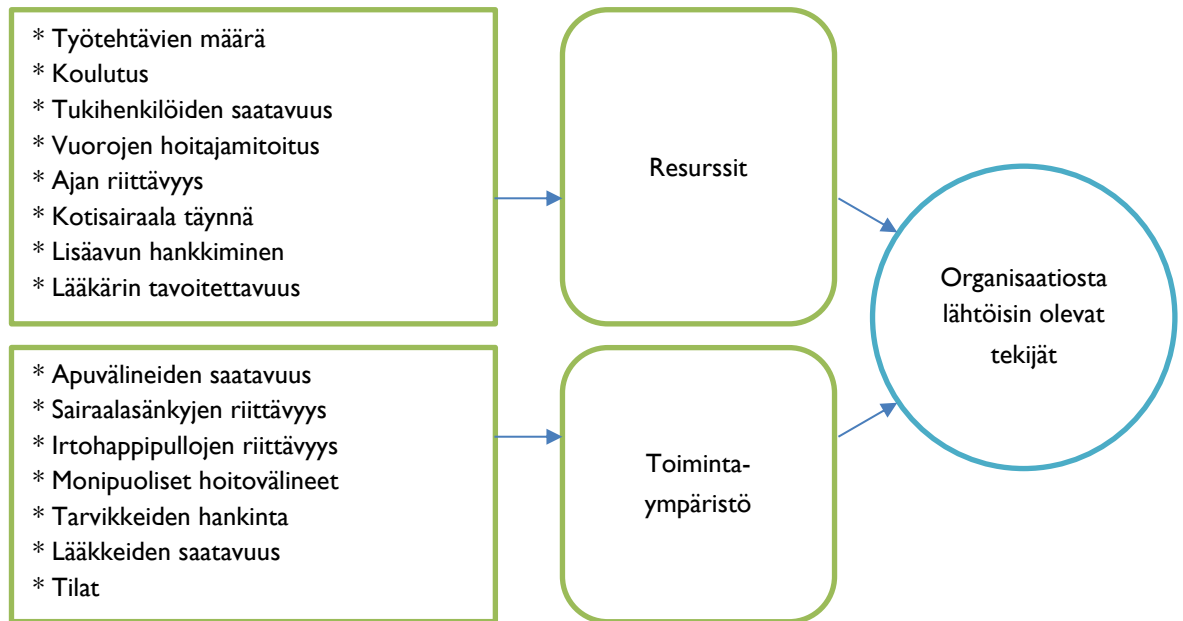 * Työtehtävien määrä
* Koulutus
* Tukihenkilöiden saatavuus
* Vuorojen hoitajamitoitus
* Ajan riittävyys
* Kotisairaala täynnä
* Lisäavun hankkiminen
* Lääkärin tavoitettavuus
Resurssit
* Apuvälineiden saatavuus
* Sairaalasänkyjen riittävyys
* Irtohappipullojen riittävyys
* Monipuoliset hoitovälineet
* Tarvikkeiden hankinta
* Lääkkeiden saatavuus
* Tilat
Toiminta-
ympäristö
Organisaatiosta
lähtöisin olevat
tekijät